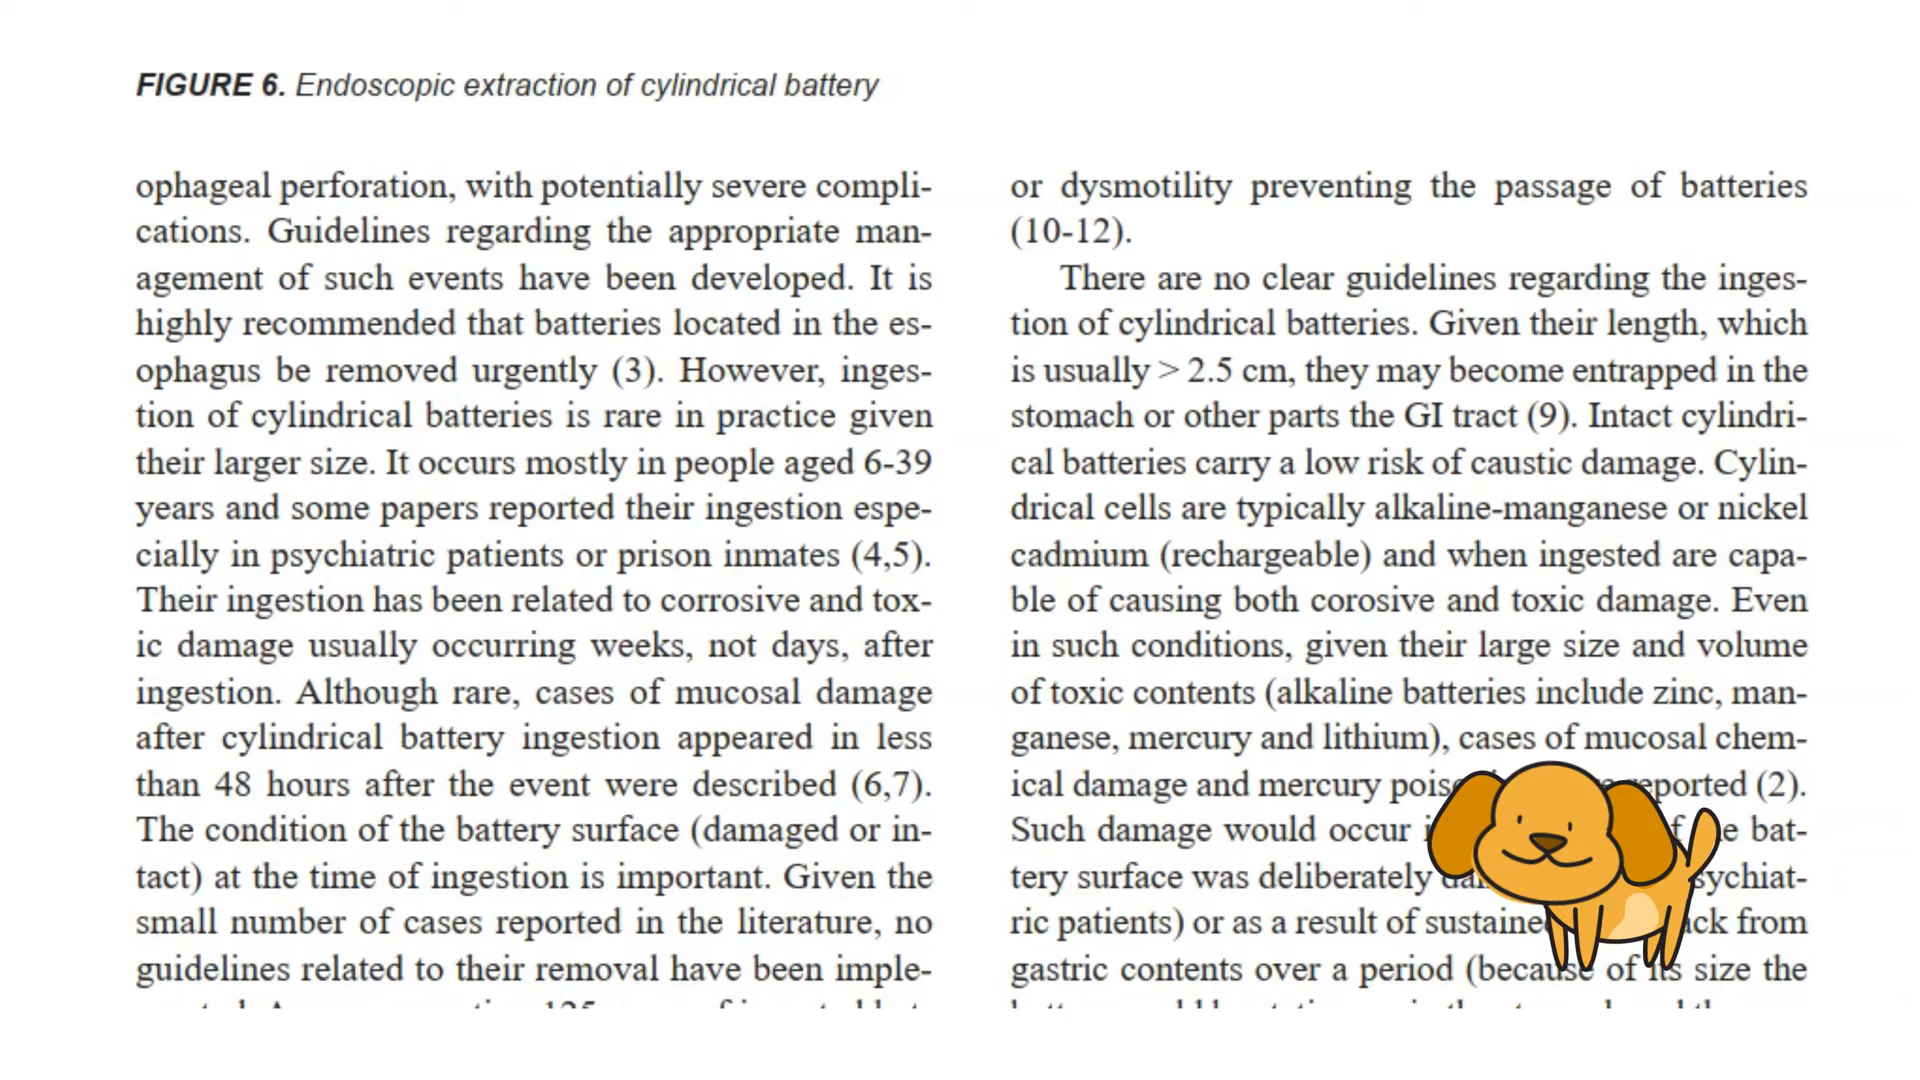 FIGURE 6. Endoscopic extraction of cylindrical battery
ophageal perforation, with potentially severe compli-
cations. Guidelines regarding the appropriate man-
agement of such events have been developed. It is
highly recommended that batteries located in the es-
ophagus be removed urgently (3). However, inges-
tion of cylindrical batteries is rare in practice given
their larger size. It occurs mostly in people aged 6-39
years and some papers reported their ingestion espe-
cially in psychiatric patients or prison inmates (4,5).
Their ingestion has been related to corrosive and tox-
ic damage usually occurring weeks, not days, after
ingestion. Although rare, cases of mucosal damage
after cylindrical battery ingestion appeared in less
than 48 hours after the event were described (6,7).
The condition of the battery surface (damaged or in-
tact) at the time of ingestion is important. Given the
small number of cases reported in the literature, no
guidelines related to their removal have been imple-
or dysmotility preventing the passage of batteries
(10-12).
There are no clear guidelines regarding the inges-
tion of cylindrical batteries. Given their length, which
is usually > 2.5 cm, they may become entrapped in the
stomach or other parts the GI tract (9). Intact cylindri-
cal batteries carry a low risk of caustic damage. Cylin-
drical cells are typically alkaline-manganese or nickel
cadmium (rechargeable) and when ingested are capa-
ble of causing both corosive and toxic damage. Even
in such conditions, given their large size and volume
of toxic contents (alkaline batteries include zinc, man-
ganese, mercury and lithium), cases of mucosal chem-
ical damage and mercury reported (2).
Such damage would occur bat-
tery surface was deliberately
ric patients) or as a result of from
gastric contents over a period (because of its size the